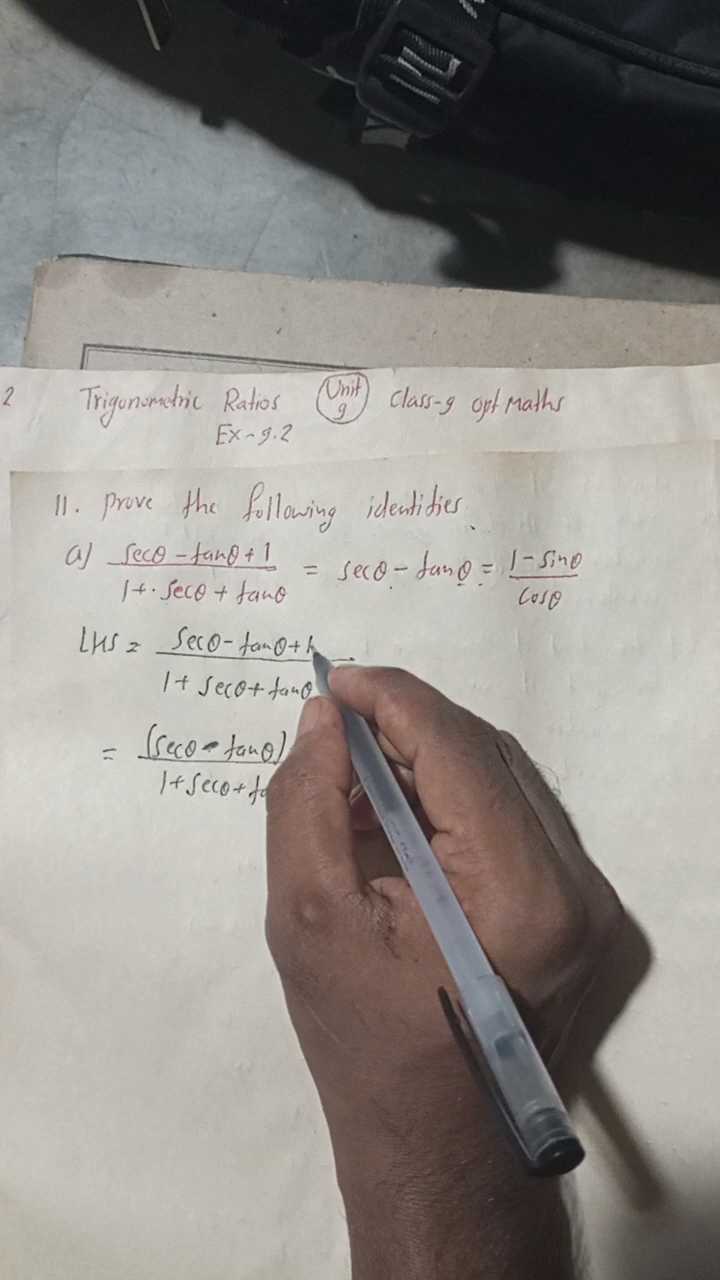 2 Trigonometric Ratios Unit 9 Class-9 Opt Maths
Ex-9.2
11. Prove the following identities.
a) secθ - tanθ + 1 / 1 + secθ + tanθ = secθ - tanθ = 1 - sinθ / cosθ
LHS = secθ - tanθ + 1 / 1 + secθ + tanθ
= (secθ - tanθ) / 1 + secθ +